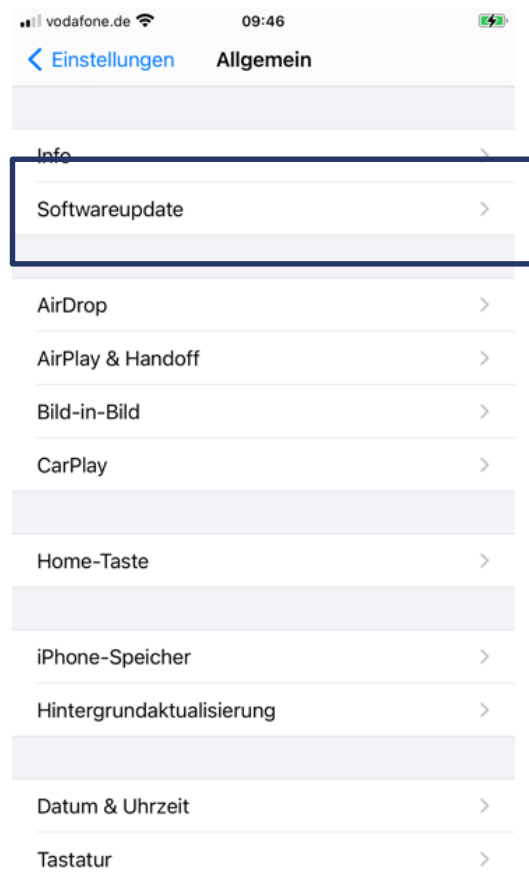 vodafone.de 09:46
Einstellungen Allgemein
Info
Softwareupdate
AirDrop
AirPlay & Handoff
Bild-in-Bild
CarPlay
Home-Taste
iPhone-Speicher
Hintergrundaktualisierung
Datum & Uhrzeit
Tastatur